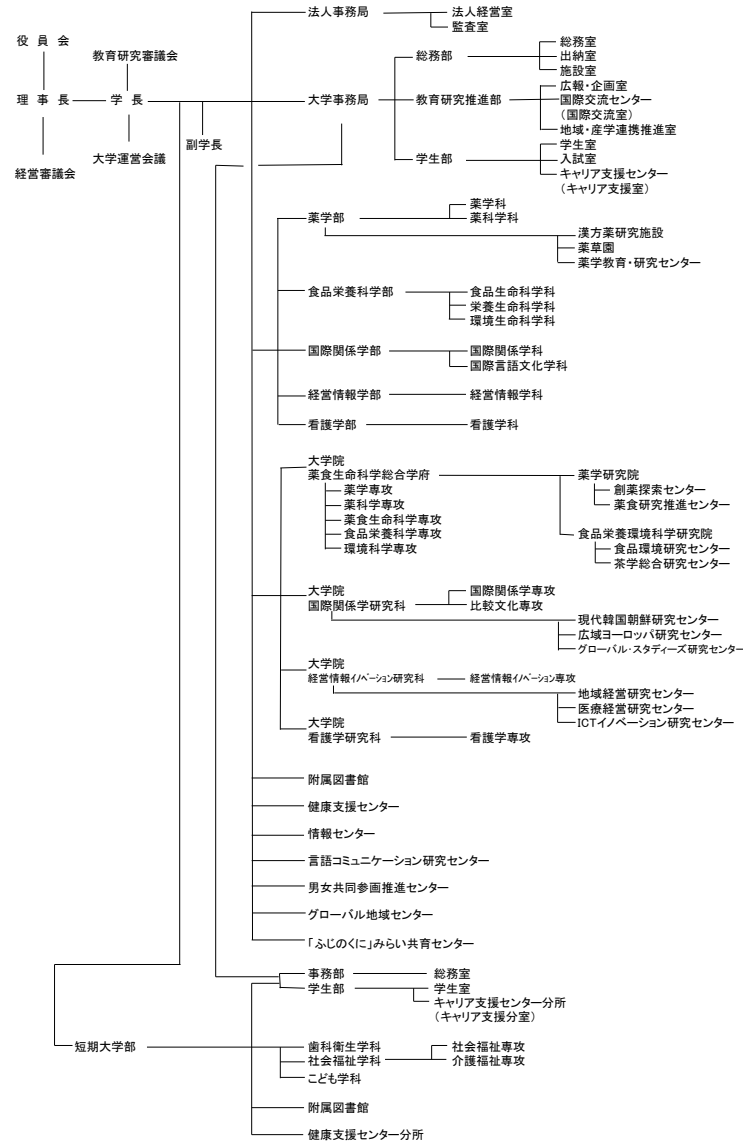 法人事務局
法人経営室
監査室
役員会
教育研究審議会
理事長
学長
副学長
経営審議会
大学運営会議
大学事務局
総務部
総務室
出納室
施設室
教育研究推進部
広報・企画室
国際交流センター
(国際交流室)
地域・産学連携推進室
学生部
学生室
入試室
キャリア支援センター
(キャリア支援室)
薬学部
薬学科
薬科学科
漢方薬研究施設
薬草園
薬学教育・研究センター
食品栄養科学部
食品生命科学科
栄養生命科学科
環境生命科学科
国際関係学部
国際関係学科
国際言語文化学科
経営情報学部
経営情報学科
看護学部
看護学科
大学院
薬食生命科学総合学府
薬学専攻
薬科学専攻
薬食生命科学専攻
食品栄養科学専攻
環境科学専攻
薬学研究院
創薬探索センター
薬食研究推進センター
食品栄養環境科学研究院
食品環境研究センター
茶学総合研究センター
大学院
国際関係学研究科
国際関係学専攻
比較文化専攻
現代韓国朝鮮研究センター
広域ヨーロッパ研究センター
グローバル・スタディーズ研究センター
大学院
経営情報イノベーション研究科
経営情報イノベーション専攻
地域経営研究センター
医療経営研究センター
ICTイノベーション研究センター
大学院
看護学研究科
看護学専攻
附属図書館
健康支援センター
情報センター
言語コミュニケーション研究センター
男女共同参画推進センター
グローバル地域センター
「ふじのくに」みらい共育センター
事務部
総務室
学生部
学生室
キャリア支援センター分所
(キャリア支援分室)
短期大学部
歯科衛生学科
社会福祉学科
社会福祉専攻
介護福祉専攻
こども学科
附属図書館
健康支援センター分所